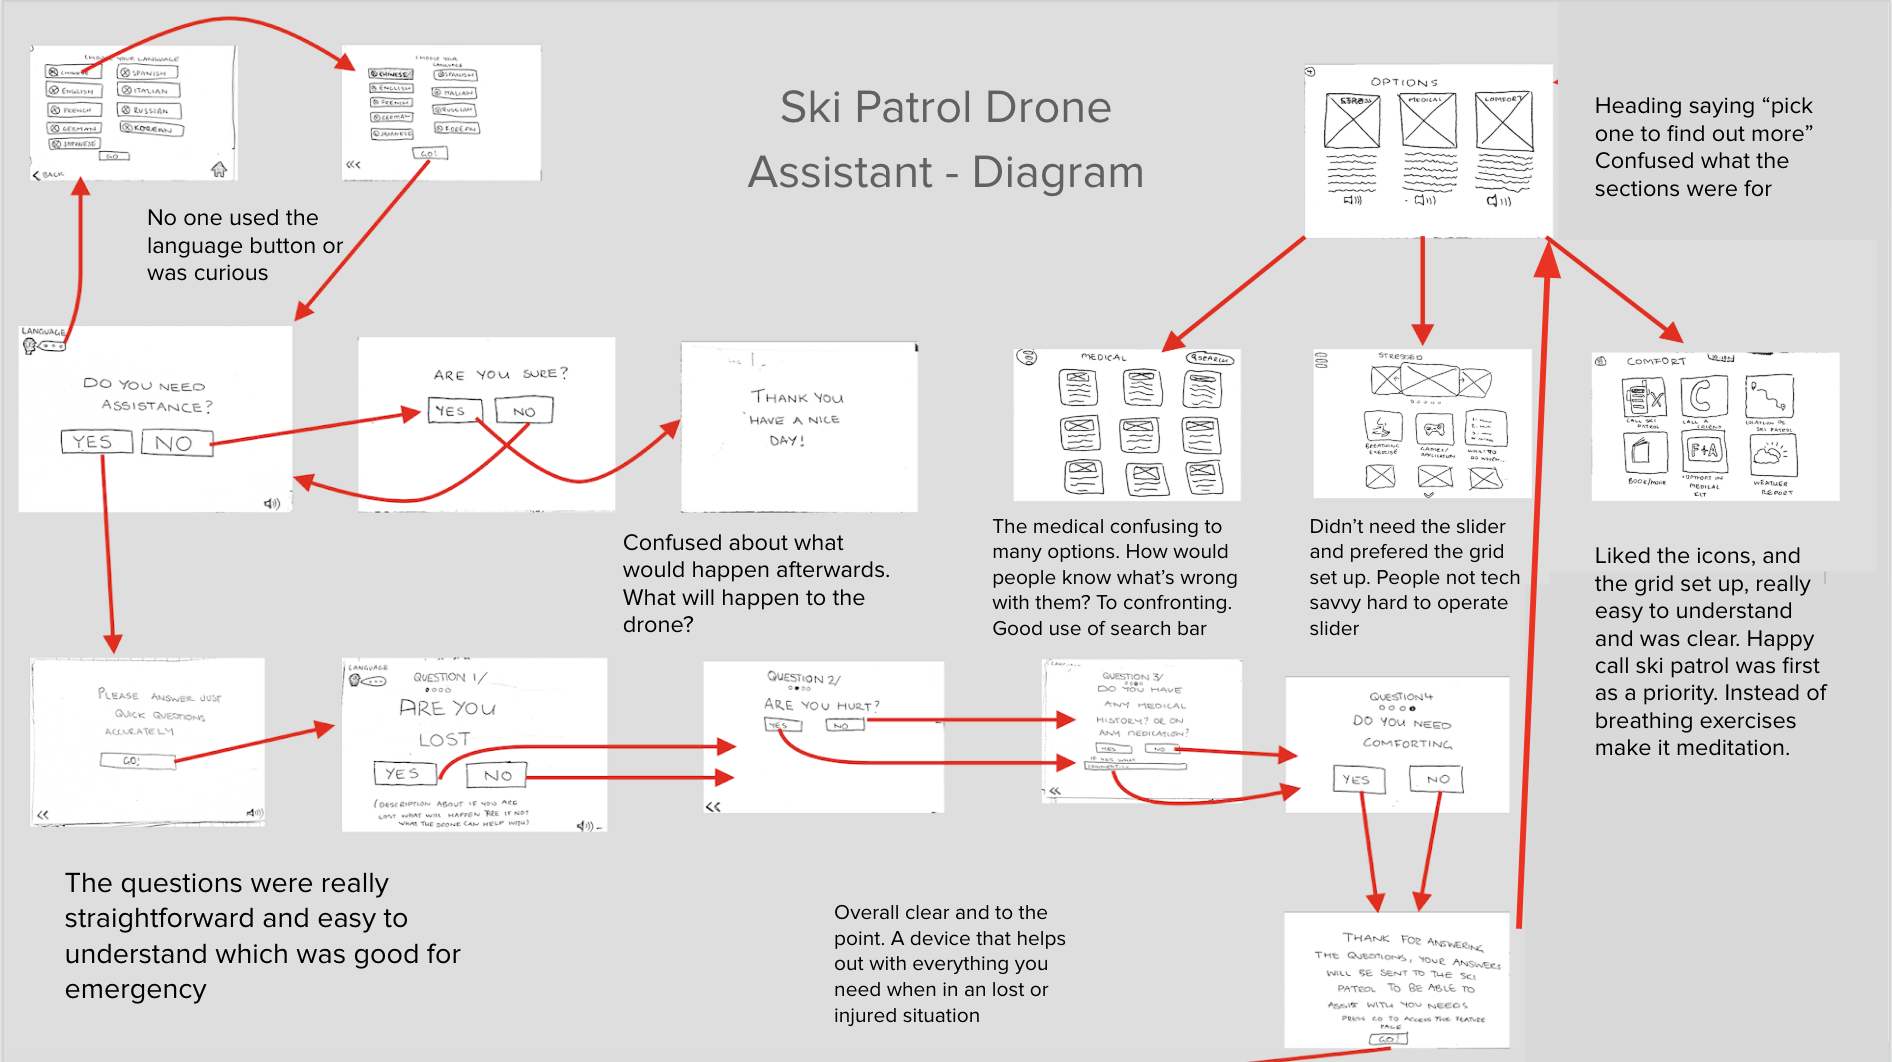 CHOOSE YOUR LANGUAGE
CHINESE
SPANISH
ENGLISH
ITALIAN
FRENCH
RUSSIAN
GERMAN
KOREAN
JAPANESE
GO
BACK
CHOOSE YOUR
LANGUAGE
CHINESE
SPANISH
ENGLISH
ITALIAN
FRENCH
RUSSIAN
GERMAN
KOREAN
JAPANESE
GO!
<<
Ski Patrol Drone
Assistant - Diagram
OPTIONS
MEDICAL
COMFORT
Heading saying “pick
one to find out more”
Confused what the
sections were for
No one used the
language button or
was curious
LANGUAGE
DO YOU NEED
ASSISTANCE?
YES
NO
ARE YOU SURE?
YES
NO
THANK YOU
HAVE A NICE
DAY!
Confused about what
would happen afterwards.
What will happen to the
drone?
MEDICAL
SEARCH
The medical confusing to
many options. How would
people know what’s wrong
with them? To confronting.
Good use of search bar
STRESSED
BREATHING
EXERCISE
GAMES/
APPLICATION
WHAT TO
DO WHEN...
Didn’t need the slider
and prefered the grid
set up. People not tech
savvy hard to operate
slider
COMFORT
CALL SKI
PATROL
CALL A
FRIEND
LOCATION OF
SKI PATROL
BOOK/MOVIE
F+A
SUPPORT IN
MEDICAL
KIT
WEATHER
REPORT
Liked the icons, and
the grid set up, really
easy to understand
and was clear. Happy
call ski patrol was first
as a priority. Instead of
breathing exercises
make it meditation.
PLEASE ANSWER JUST
QUICK QUESTIONS
ACCURATELY
GO!
<<
LANGUAGE
QUESTION 1/
ARE YOU
LOST
YES
NO
(DESCRIPTION ABOUT IF YOU ARE
LOST WHAT WILL HAPPEN IF NOT
WHAT THE DRONE CAN HELP WITH)
QUESTION 2/
ARE YOU HURT?
YES
NO
<<
LANGUAGE
QUESTION 3/
DO YOU HAVE
ANY MEDICAL
HISTORY? OR ON
ANY MEDICATION?
YES
NO
IF YES WHAT
<<
QUESTION 4
DO YOU NEED
COMFORTING
YES
NO
The questions were really
straightforward and easy to
understand which was good for
emergency
Overall clear and to the
point. A device that helps
out with everything you
need when in an lost or
injured situation
THANK FOR ANSWERING
THE QUESTIONS, YOUR ANSWERS
WILL BE SENT TO THE SKI
PATROL TO BE ABLE TO
ASSIST WITH YOU NEEDS
PRESS GO TO ACCESS THE FEATURE
PAGE
GO!